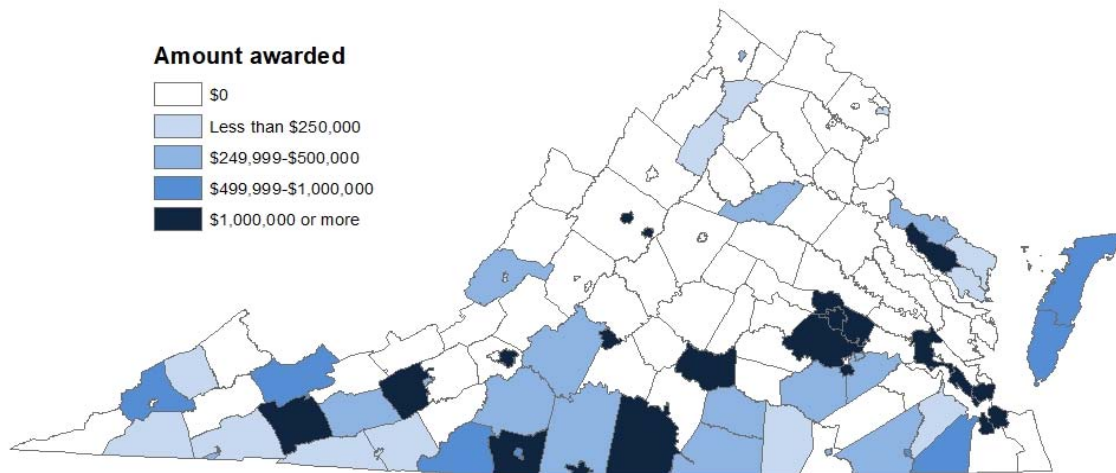 Amount awarded
$0
Less than $250,000
$249,999-$500,000
$499,999-$1,000,000
$1,000,000 or more